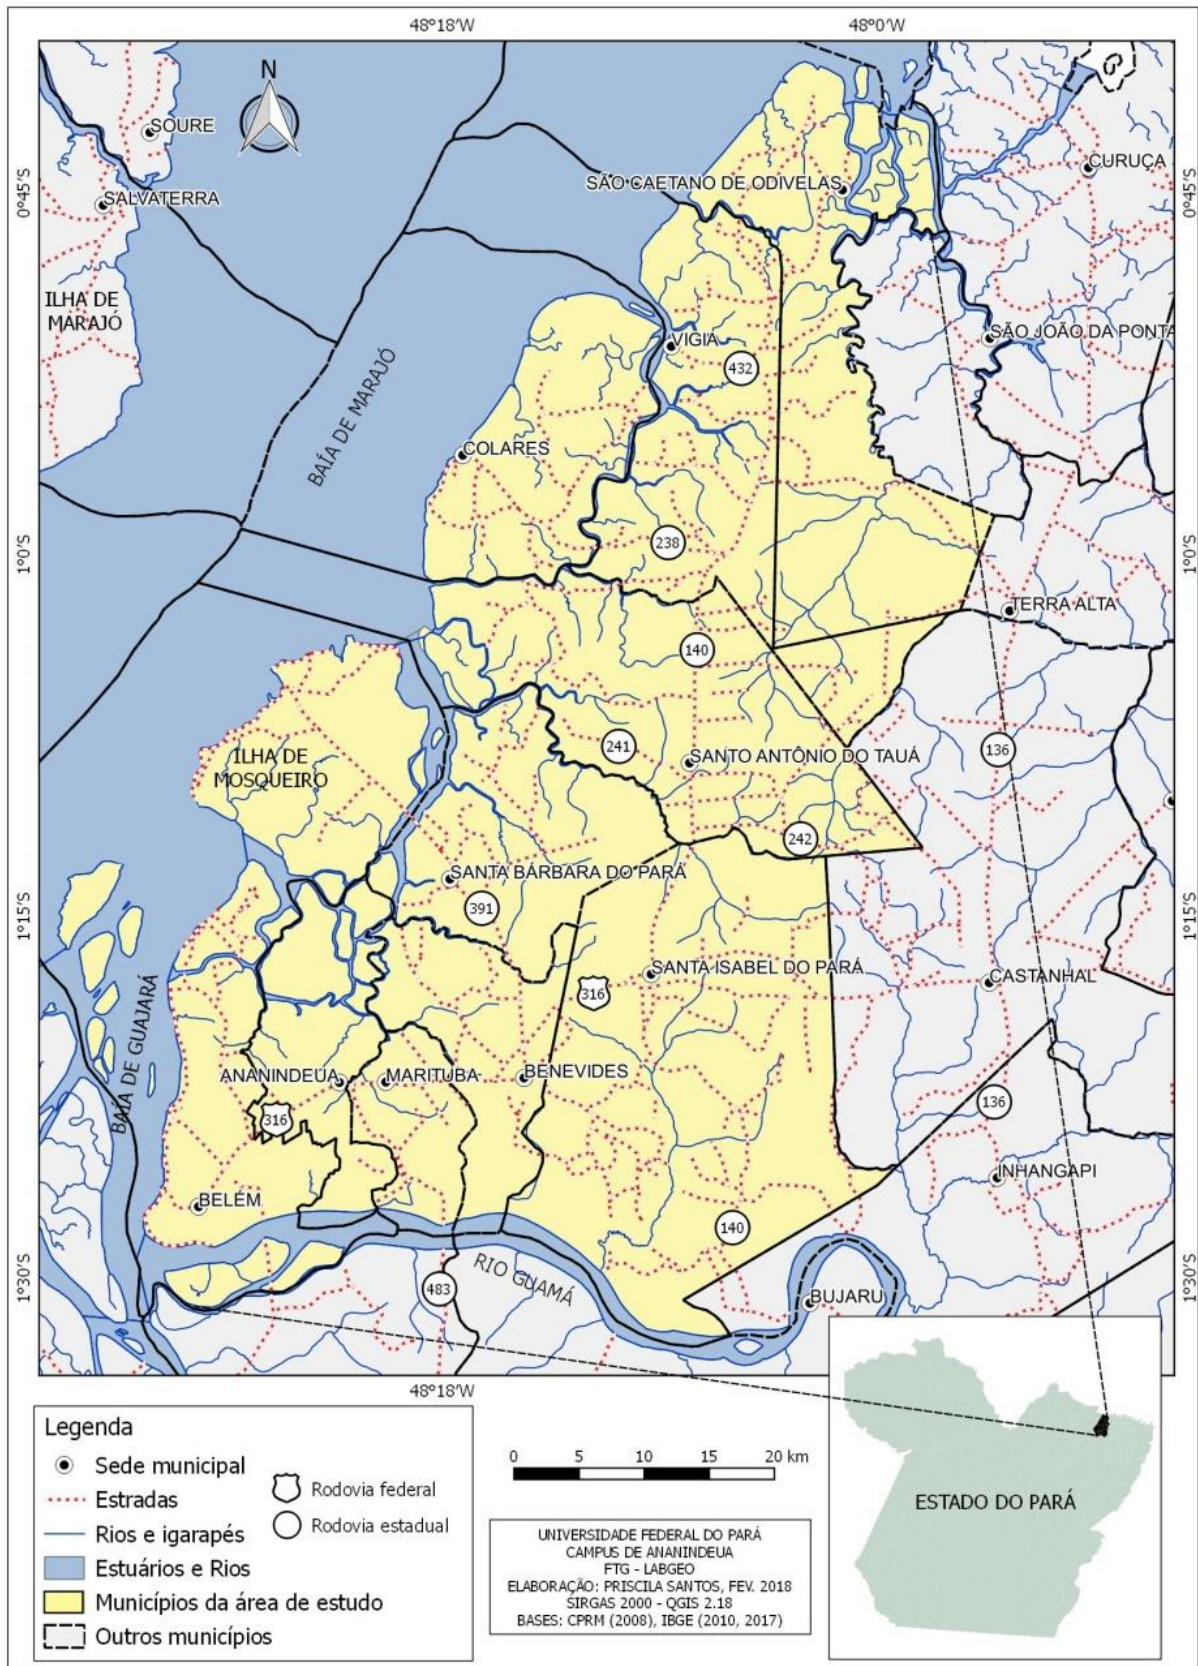 48°18'W
48°0'W
N
SOURE
CURUÇA
0°45'S
SÃO CAETANO DE ODIVELAS
0°45'S
SALVATERRA
ILHA DE
MARAJÓ
SÃO JOÃO DA PONTA
VIGIA
432
BAÍA DE MARAJÓ
COLARES
238
1°0'S
1°0'S
TERRA ALTA
140
241
136
ILHA DE
MOSQUEIRO
SANTO ANTÔNIO DO TAUÁ
242
SANTA BÁRBARA DO PARÁ
391
1°15'S
1°15'S
SANTA ISABEL DO PARÁ
CASTANHAL
316
BAÍA DE GUAJARÁ
ANANINDEUA
MARITUBA
BENEVIDES
136
316
INHANGAPI
BELÉM
140
RIO GUAMÁ
483
1°30'S
1°30'S
BUJARU
48°18'W
Legenda
Sede municipal
Estradas
Rios e igarapés
Estuários e Rios
Municípios da área de estudo
Outros municípios
Rodovia federal
Rodovia estadual
0 5 10 15 20 km
UNIVERSIDADE FEDERAL DO PARÁ
CAMPUS DE ANANINDEUA
FTG - LABGEO
ELABORAÇÃO: PRISCILA SANTOS, FEV. 2018
SIRGAS 2000 - QGIS 2.18
BASES: CPRM (2008), IBGE (2010, 2017)
ESTADO DO PARÁ